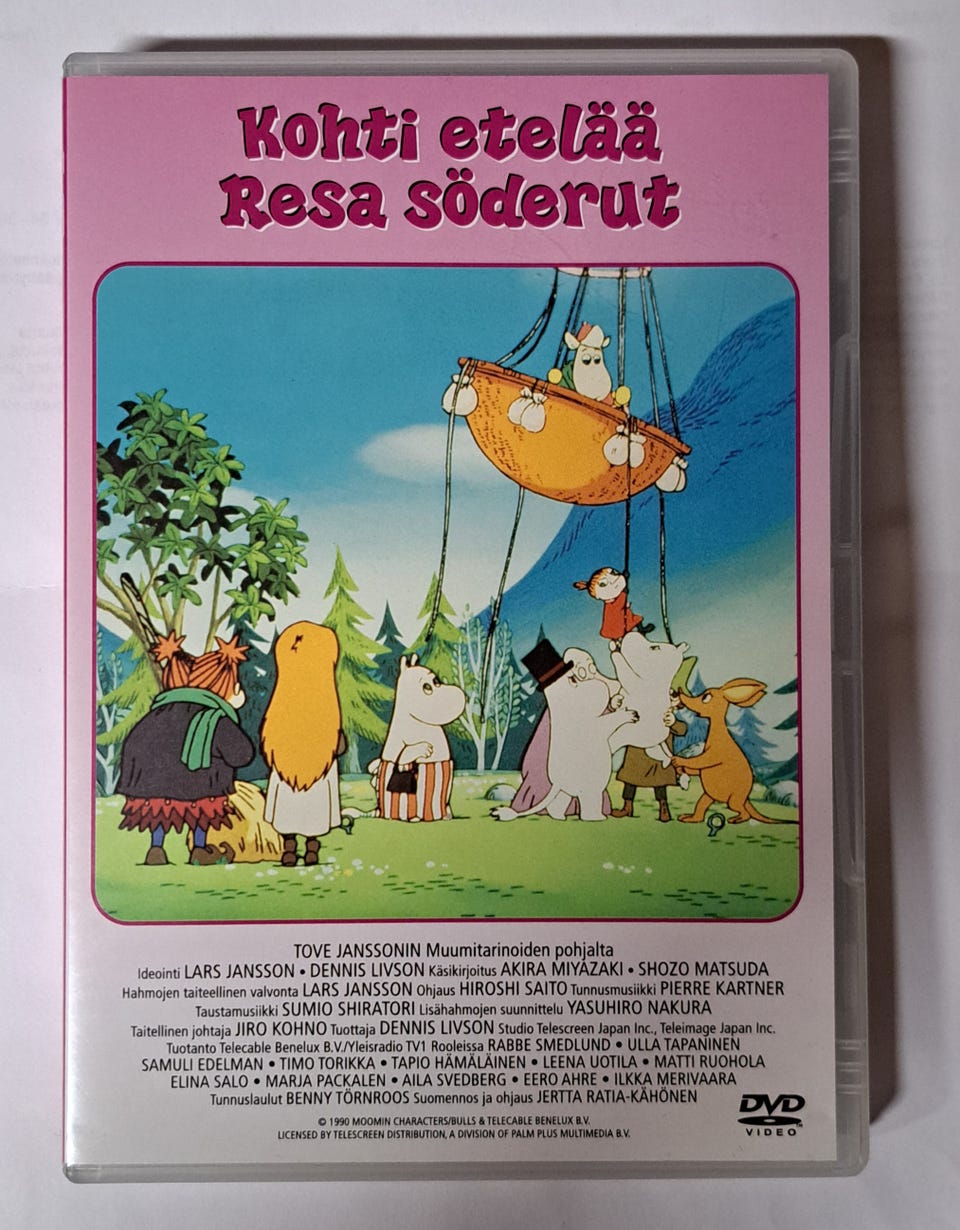 Kohti etelää
Resa söderut
TOVE JANSSONIN Muumitarinoiden pohjalta
Ideointi LARS JANSSON • DENNIS LIVSON Käsikirjoitus AKIRA MIYAZAKI • SHOZO MATSUDA
Hahmojen taiteellinen valvonta LARS JANSSON Ohjaus HIROSHI SAITO Tunnusmusiikki PIERRE KARTNER
Taustamusiikki SUMIO SHIRATORI Lisähahmojen suunnittelu YASUHIRO NAKURA
Taitellinen johtaja JIRO KOHNO Tuottaja DENNIS LIVSON Studio Telescreen Japan Inc., Teleimage Japan Inc.
Tuotanto Telecable Benelux B.V./Yleisradio TV1 Rooleissa RABBE SMEDLUND • ULLA TAPANINEN
SAMULI EDELMAN • TIMO TORIKKA • TAPIO HÄMÄLÄINEN • LEENA UOTILA • MATTI RUOHOLA
ELINA SALO • MARJA PACKALEN • AILA SVEDBERG • EERO AHRE • ILKKA MERIVAARA
Tunnuslaulut BENNY TÖRNROOS Suomennos ja ohjaus JERTTA RATIA-KÄHÖNEN
© 1990 MOOMIN CHARACTERS/BULLS & TELECABLE BENELUX B.V.
LICENSED BY TELESCREEN DISTRIBUTION, A DIVISION OF PALM PLUS MULTIMEDIA B.V.
DVD
VIDEO